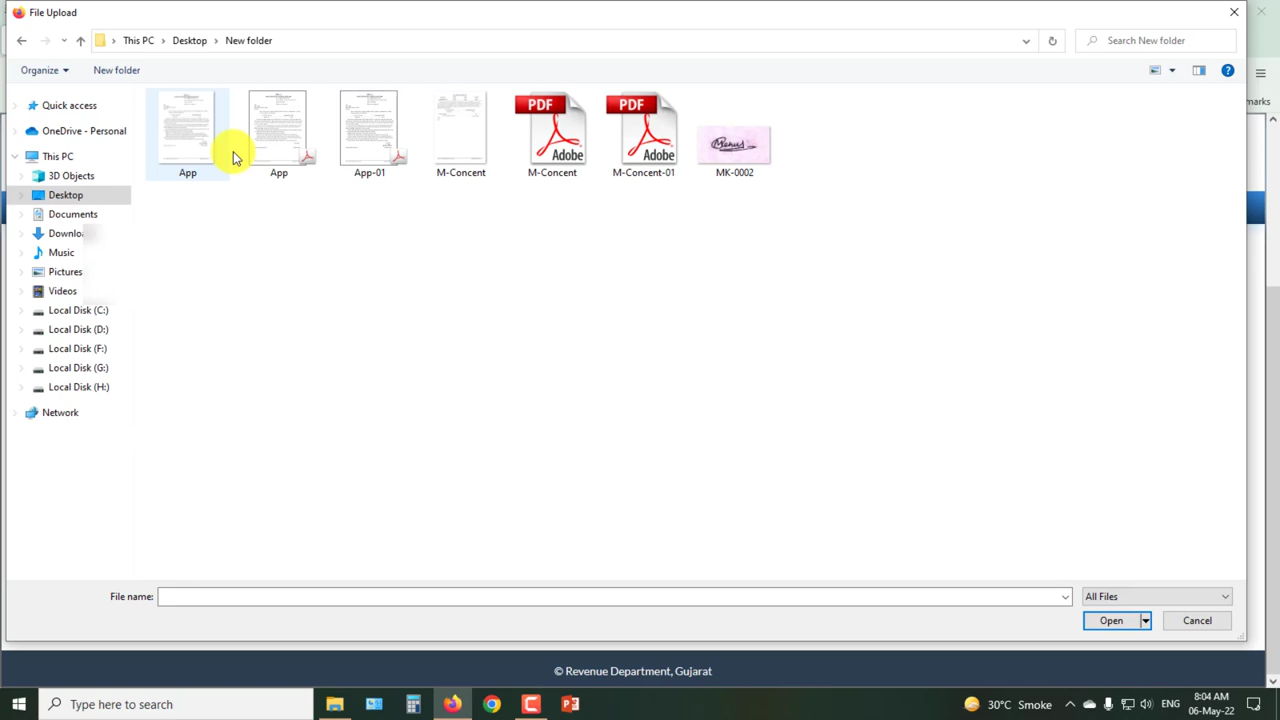 File Upload
This PC
Desktop
New folder
Search New folder
Organize
New folder
Quick access
OneDrive - Personal
This PC
3D Objects
Desktop
Documents
Music
Pictures
Videos
Local Disk (C:)
Local Disk (D:)
Local Disk (F:)
Local Disk (G:)
Local Disk (H:)
Network
PDF
Adobe
PDF
Adobe
App
App
App-01
M-Concent
M-Concent
M-Concent-01
MK-0002
File name:
All Files
Open
Cancel
© Revenue Department, Gujarat
Type here to search
30°C Smoke
ENG
8:04 AM
06-May-22